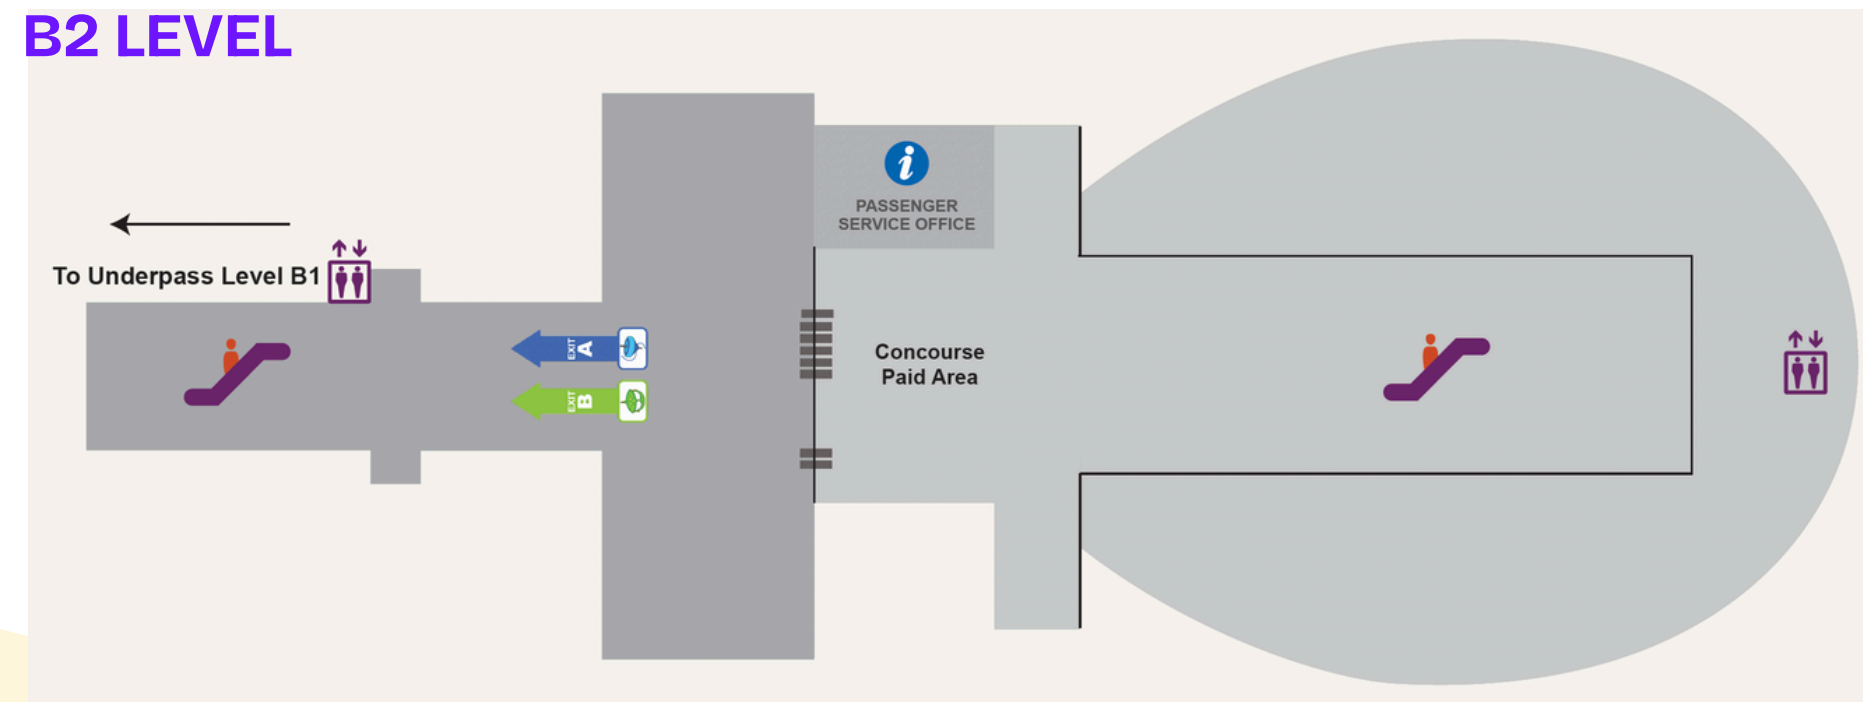 B2 LEVEL
i
PASSENGER
SERVICE OFFICE
To Underpass Level B1
EXIT
A
EXIT
B
Concourse
Paid Area